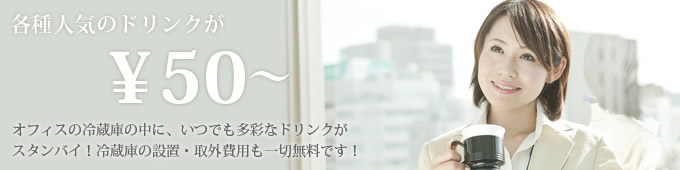 各種人気のドリンクが
￥50～
オフィスの冷蔵庫の中に、いつでも多彩なドリンクが
スタンバイ！冷蔵庫の設置・取外費用も一切無料です！